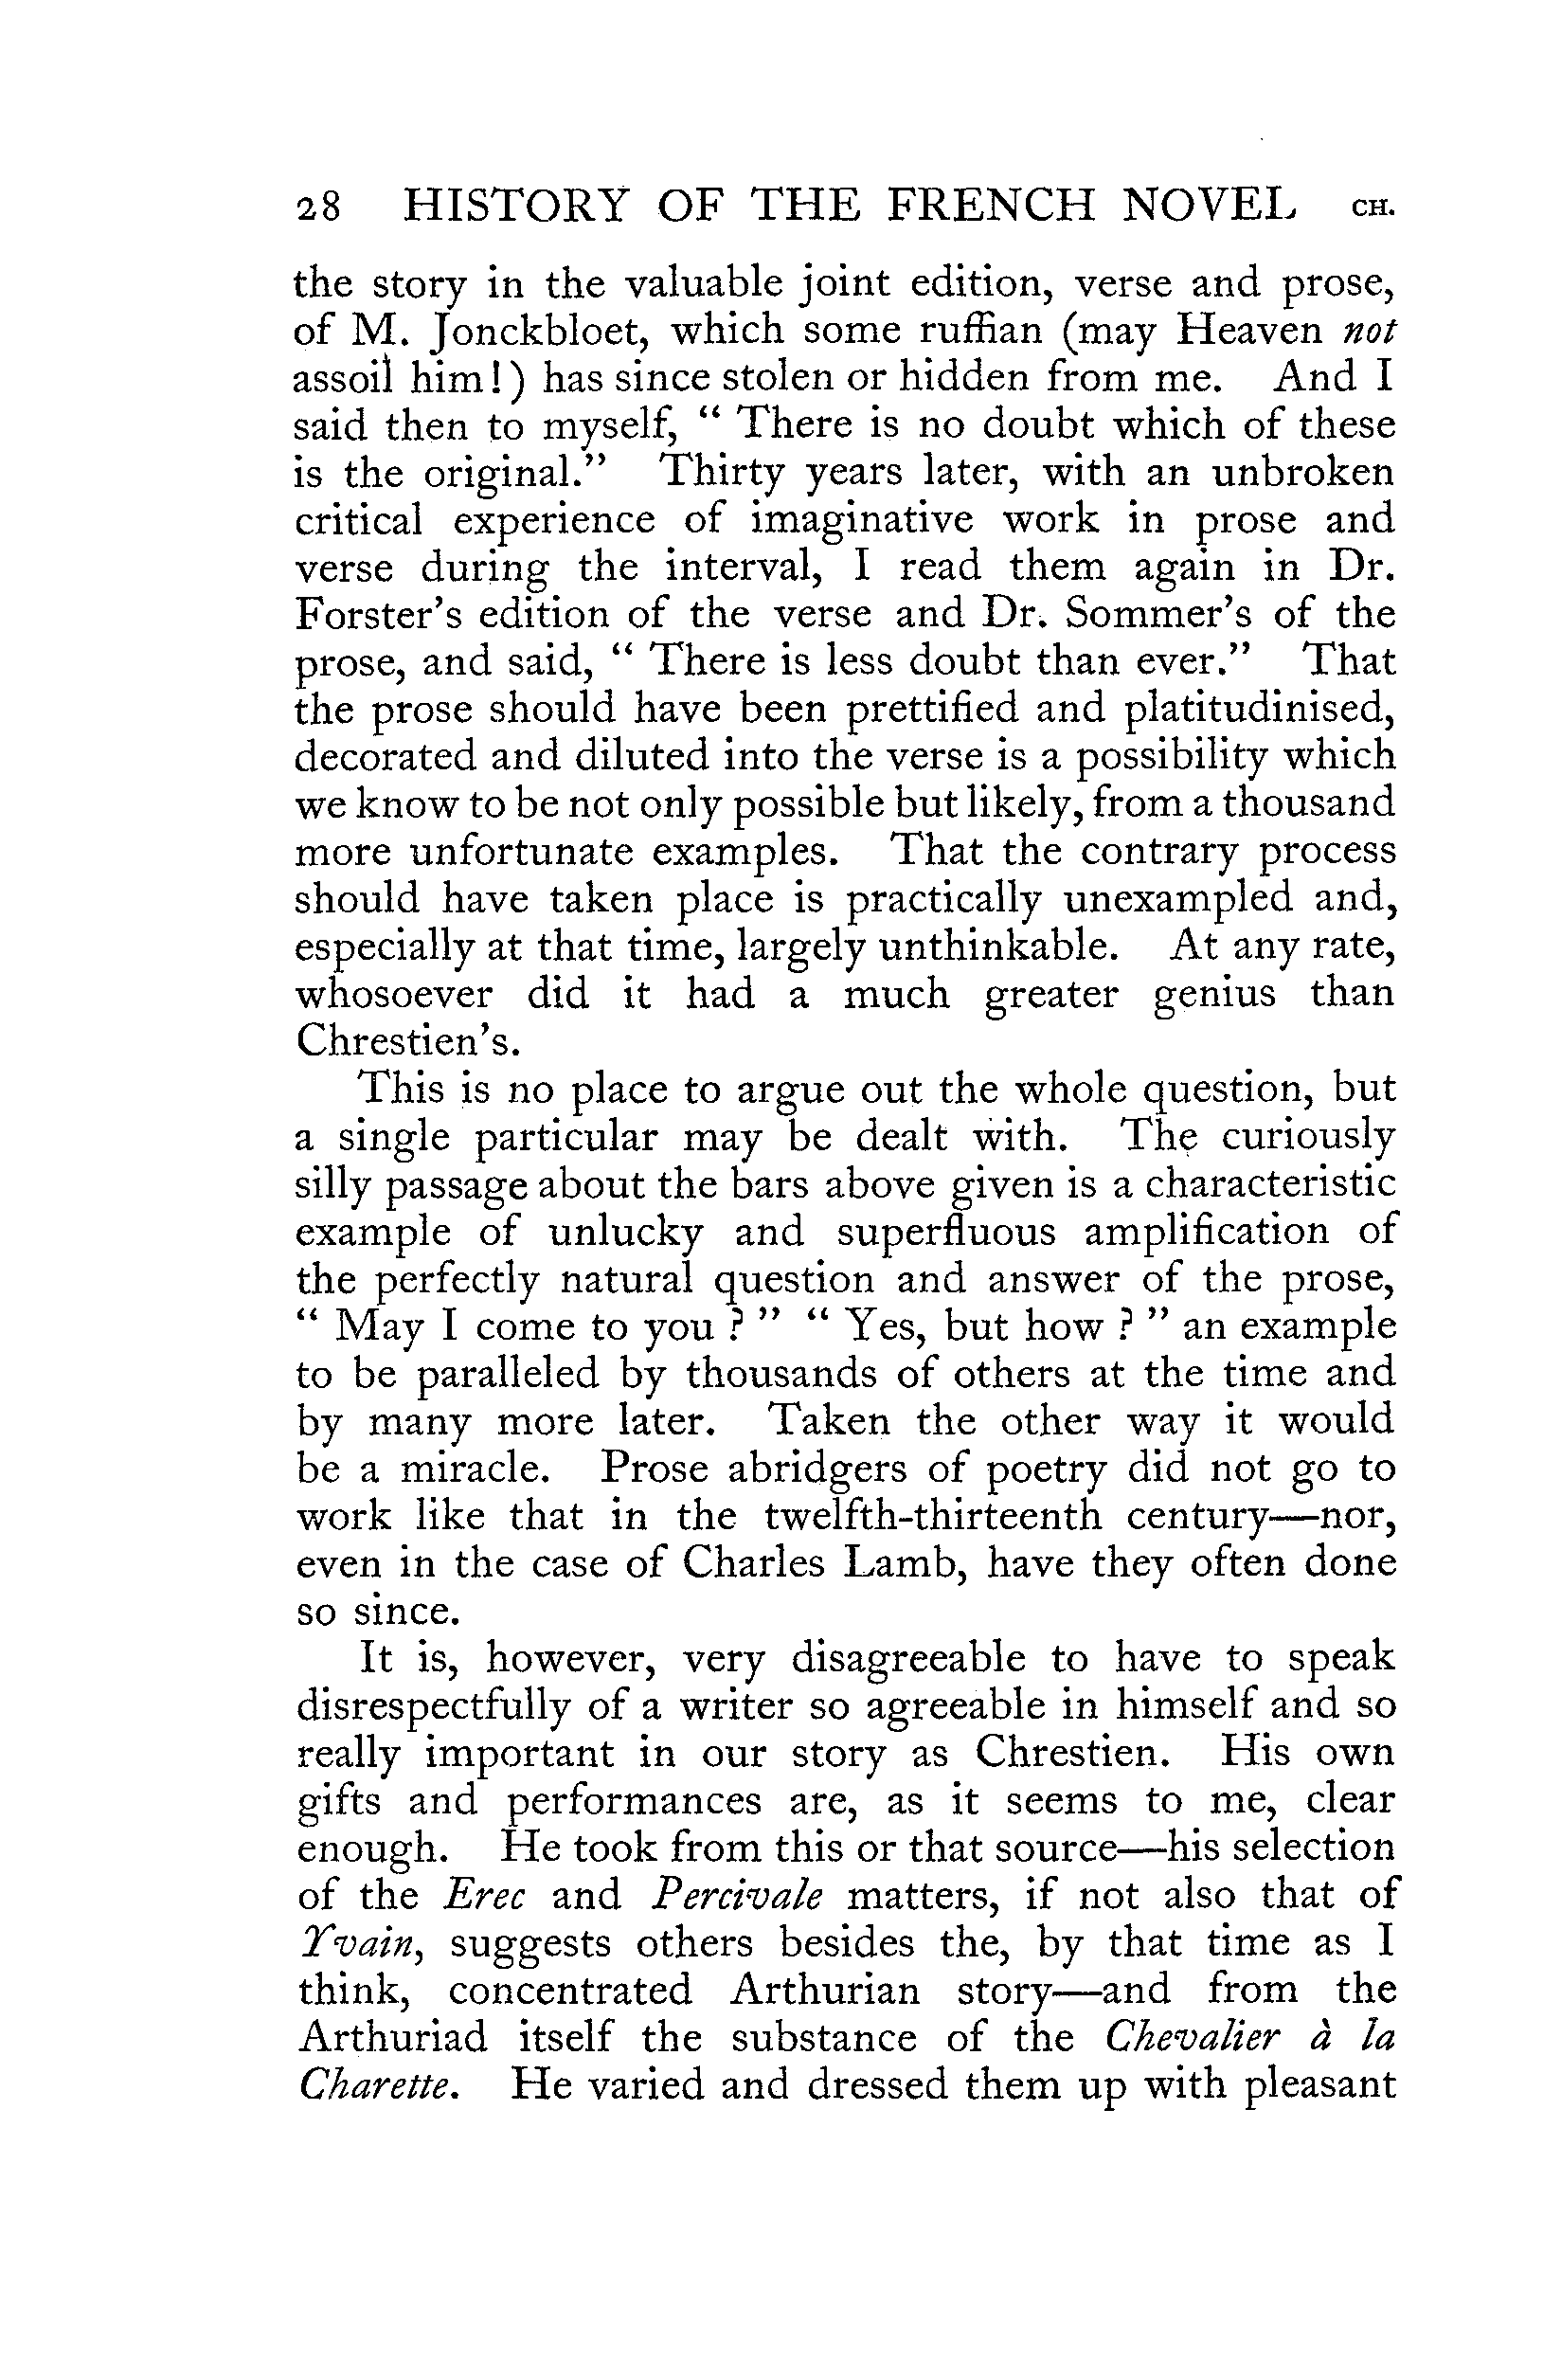 28 HISTORY OF THE FRENCH NOVEL CH.
the story in the valuable joint edition, verse and prose,
of M. Jonckbloet, which some ruffian (may Heaven not
assoil him!) has since stolen or hidden from me. And I
said then to myself, “ There is no doubt which of these
is the original.” Thirty years later, with an unbroken
critical experience of imaginative work in prose and
verse during the interval, I read them again in Dr.
Forster’s edition of the verse and Dr. Sommer’s of the
prose, and said, “ There is less doubt than ever.” That
the prose should have been prettified and platitudinised,
decorated and diluted into the verse is a possibility which
we know to be not only possible but likely, from a thousand
more unfortunate examples. That the contrary process
should have taken place is practically unexampled and,
especially at that time, largely unthinkable. At any rate,
whosoever did it had a much greater genius than
Chrestien’s.
This is no place to argue out the whole question, but
a single particular may be dealt with. The curiously
silly passage about the bars above given is a characteristic
example of unlucky and superfluous amplification of
the perfectly natural question and answer of the prose,
“ May I come to you ? ” “ Yes, but how ? ” an example
to be paralleled by thousands of others at the time and
by many more later. Taken the other way it would
be a miracle. Prose abridgers of poetry did not go to
work like that in the twelfth-thirteenth century—nor,
even in the case of Charles Lamb, have they often done
so since.
It is, however, very disagreeable to have to speak
disrespectfully of a writer so agreeable in himself and so
really important in our story as Chrestien. His own
gifts and performances are, as it seems to me, clear
enough. He took from this or that source—his selection
of the Erec and Percivale matters, if not also that of
Yvain, suggests others besides the, by that time as I
think, concentrated Arthurian story—and from the
Arthuriad itself the substance of the Chevalier à la
Charette. He varied and dressed them up with pleasant